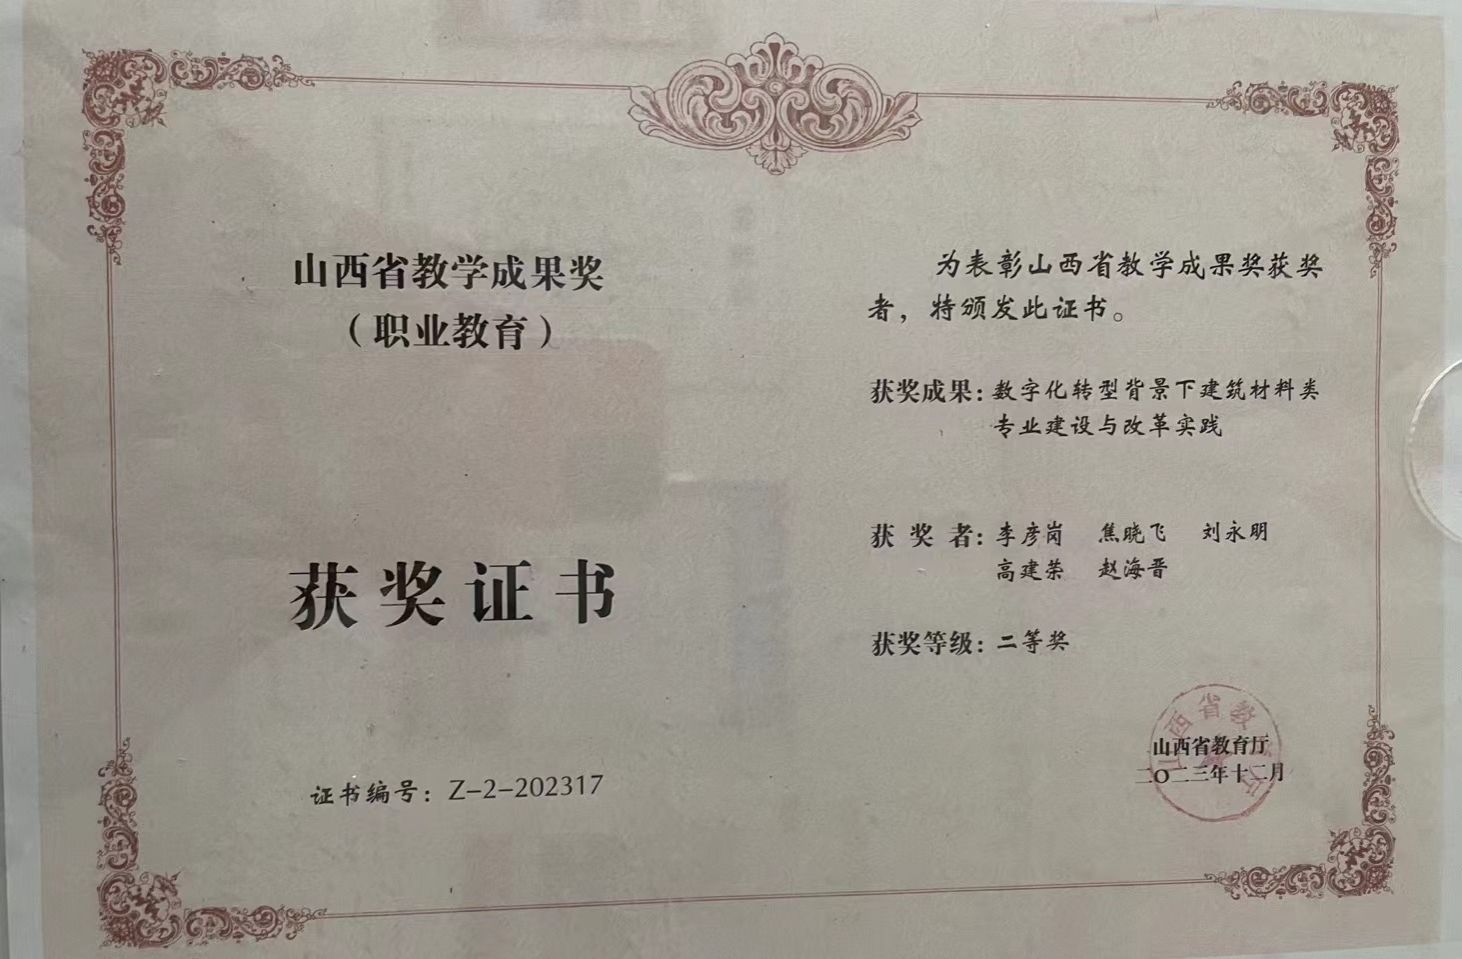 山西省教学成果奖
（职业教育）
获奖证书
证书编号：Z-2-202317
为表彰山西省教学成果奖获奖
者，特颁发此证书。
获奖成果：数字化转型背景下建筑材料类
专业建设与改革实践
获奖者：李彦岗 焦晓飞 刘永明
高建荣 赵海晋
获奖等级：二等奖
山西省教育厅
二〇二三年十二月